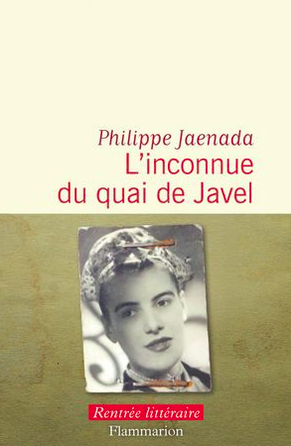 Philippe Jaenada
L'inconnue
du quai de Javel
Rentrée littéraire
Flammarion